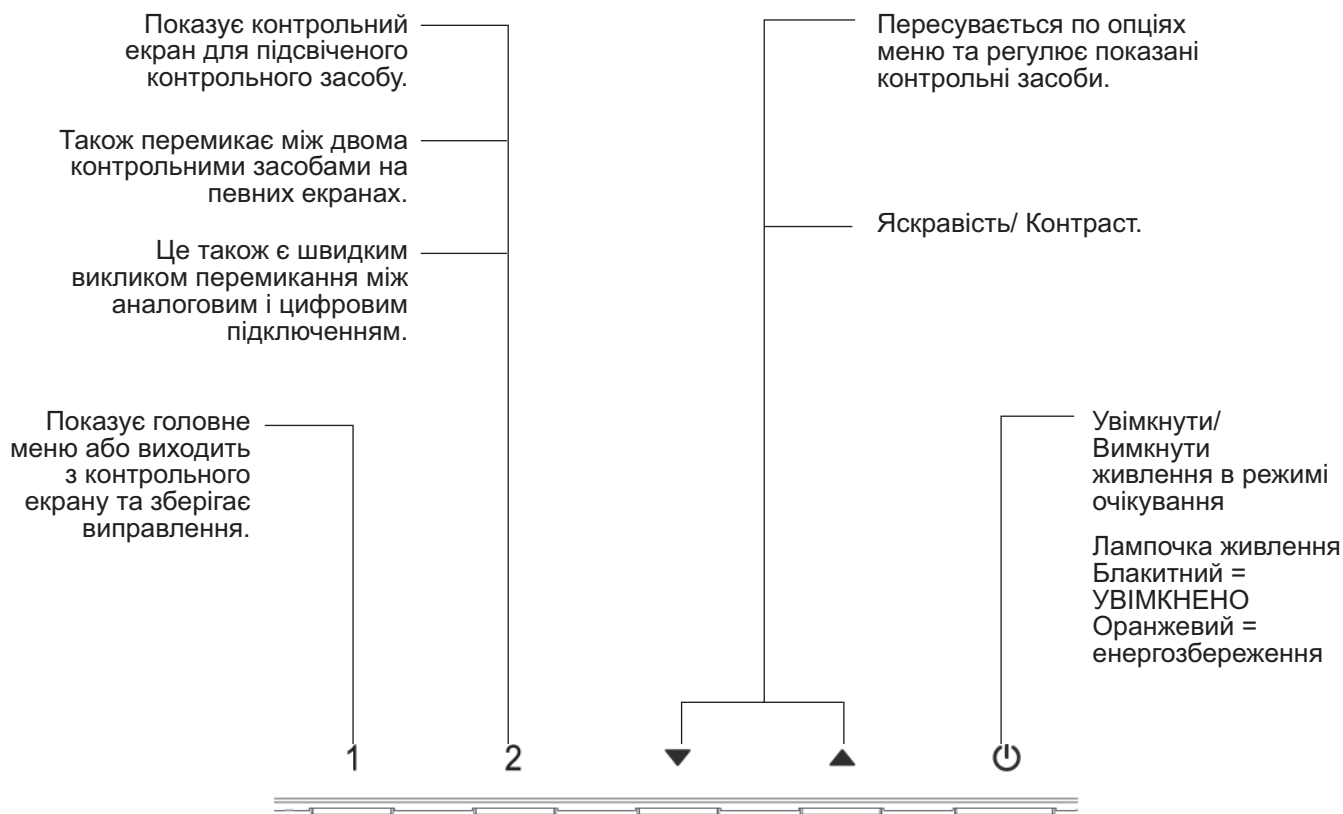 Показує контрольний
екран для підсвіченого
контрольного засобу.
Також перемикає між двома
контрольними засобами на
певних екранах.
Це також є швидким
викликом перемикання між
аналоговим і цифровим
підключенням.
Показує головне
меню або виходить
з контрольного
екрану та зберігає
виправлення.
Пересувається по опціях
меню та регулює показані
контрольні засоби.
Яскравість/ Контраст.
Увімкнути/
Вимкнути
живлення в режимі
очікування
Лампочка живлення
Блакитний =
УВІМКНЕНО
Оранжевий =
енергозбереження
1 2 ▼ ▲ ⏻